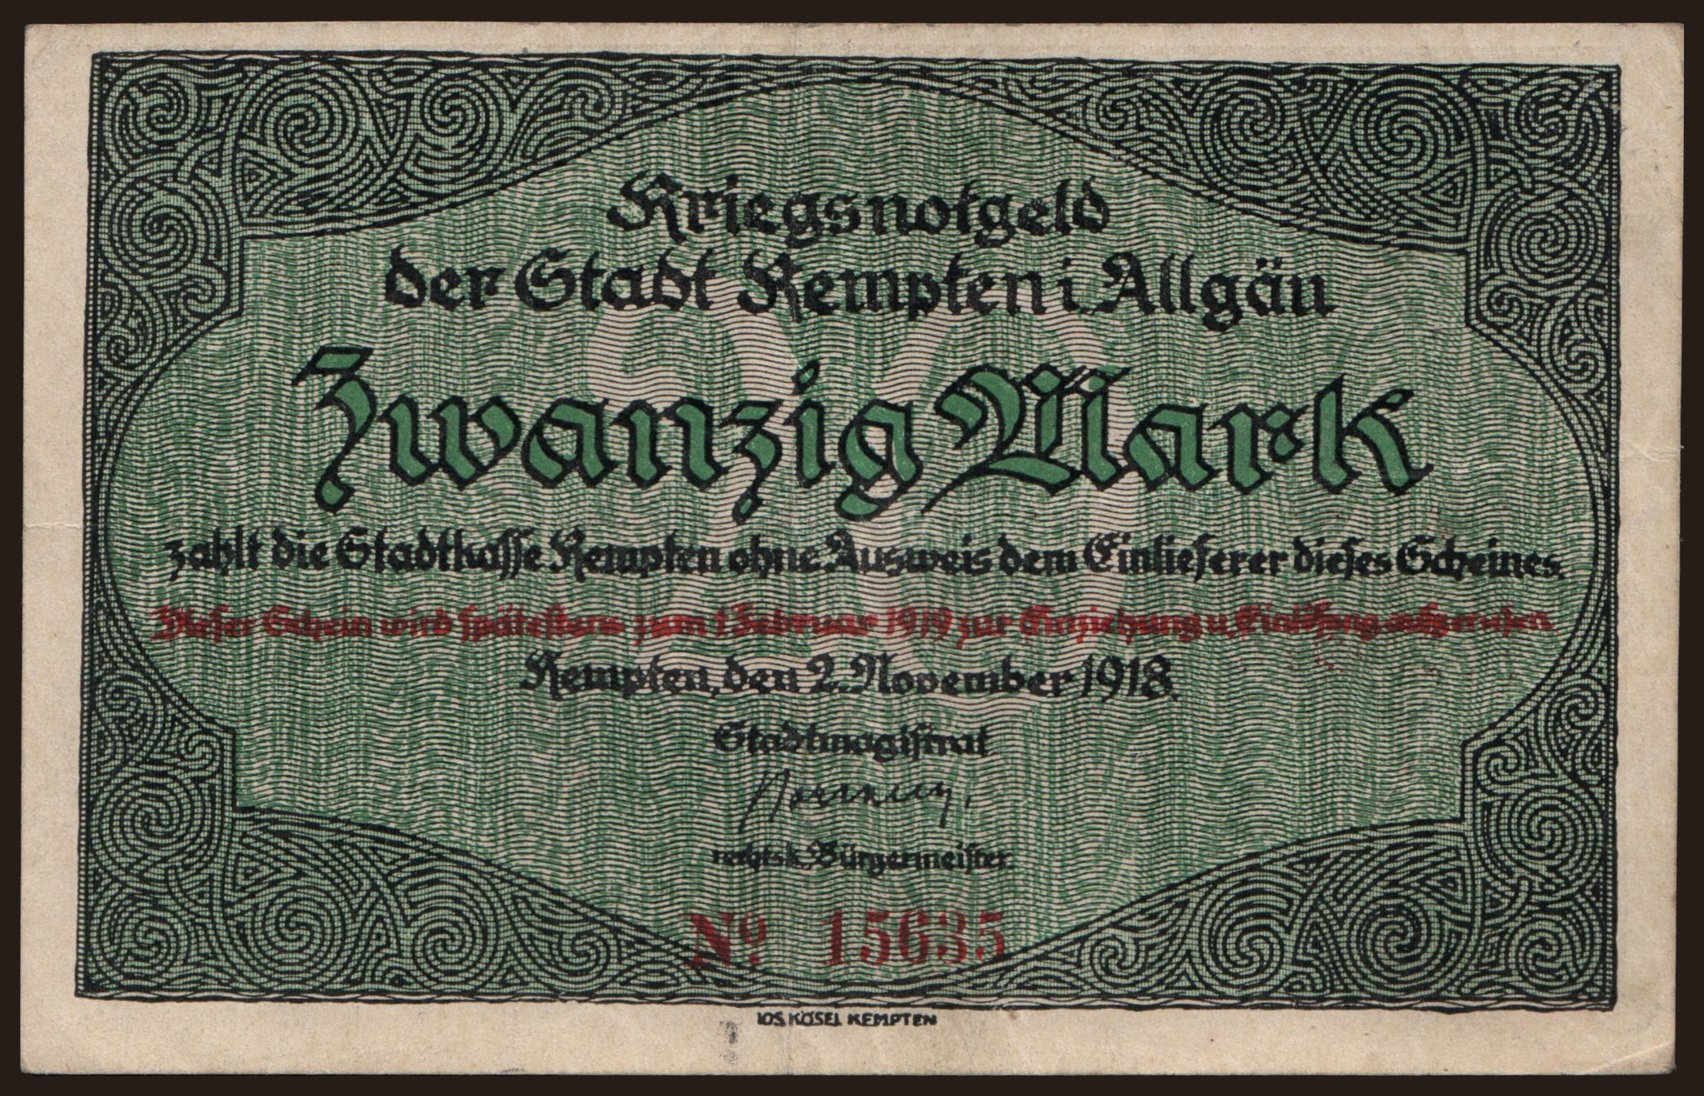 Kriegsnotgeld
der Stadt Kempten i. Allgäu
20
Zwanzig Mark
zahlt die Stadtkasse Kempten ohne Ausweis dem Einlieferer dieses Scheines.
Dieser Schein wird spätestens zum 1. Februar 1919 zur Einziehung u. Einlösung aufgerufen.
Kempten, den 2. November 1918.
Stadtmagistrat
rechtsk. Bürgermeister.
No. 15635
JOS. KÖSEL KEMPTEN